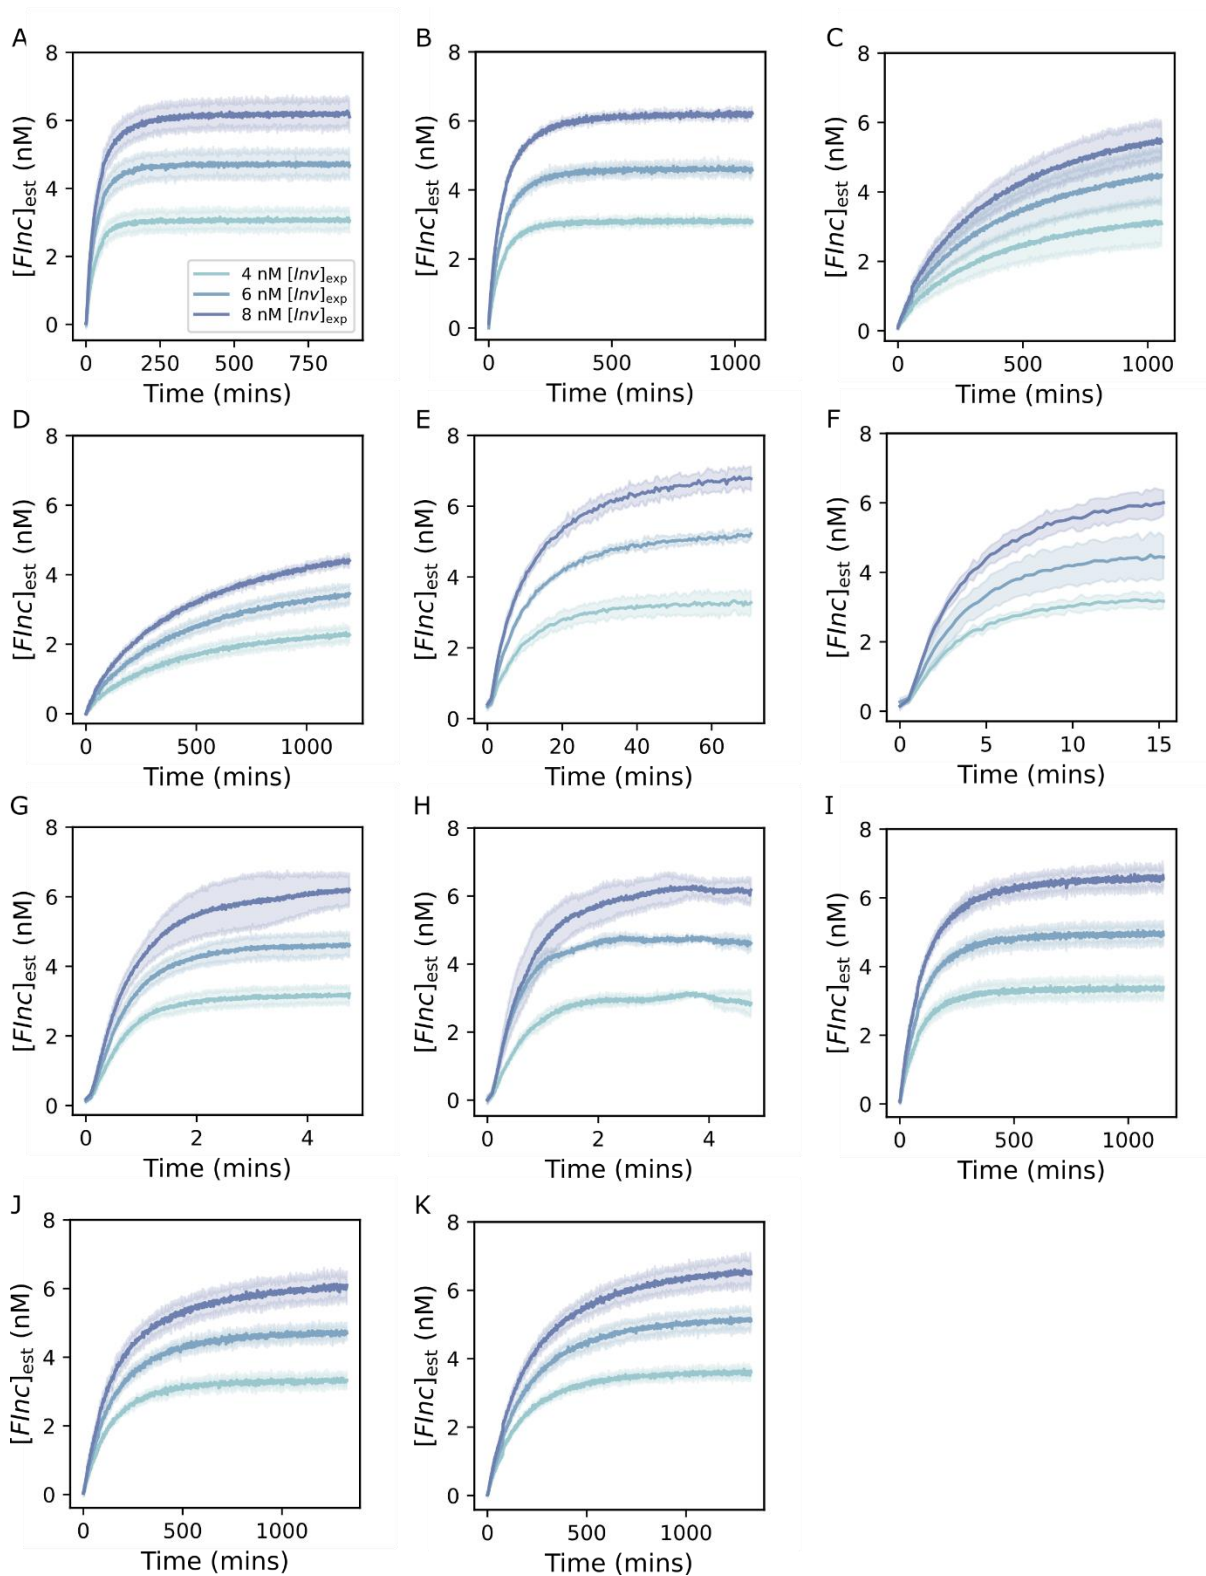 A
8
6
4
2
0
[FInc]est (nM)
4 nM [Inv]exp
6 nM [Inv]exp
8 nM [Inv]exp
0 250 500 750
Time (mins)
B
8
6
4
2
0
[FInc]est (nM)
0 500 1000
Time (mins)
C
8
6
4
2
0
[FInc]est (nM)
0 500 1000
Time (mins)
D
8
6
4
2
0
[FInc]est (nM)
0 500 1000
Time (mins)
E
8
6
4
2
0
[FInc]est (nM)
0 20 40 60
Time (mins)
F
8
6
4
2
0
[FInc]est (nM)
0 5 10 15
Time (mins)
G
8
6
4
2
0
[FInc]est (nM)
0 2 4
Time (mins)
H
8
6
4
2
0
[FInc]est (nM)
0 2 4
Time (mins)
I
8
6
4
2
0
[FInc]est (nM)
0 500 1000
Time (mins)
J
8
6
4
2
0
[FInc]est (nM)
0 500 1000
Time (mins)
K
8
6
4
2
0
[FInc]est (nM)
0 500 1000
Time (mins)